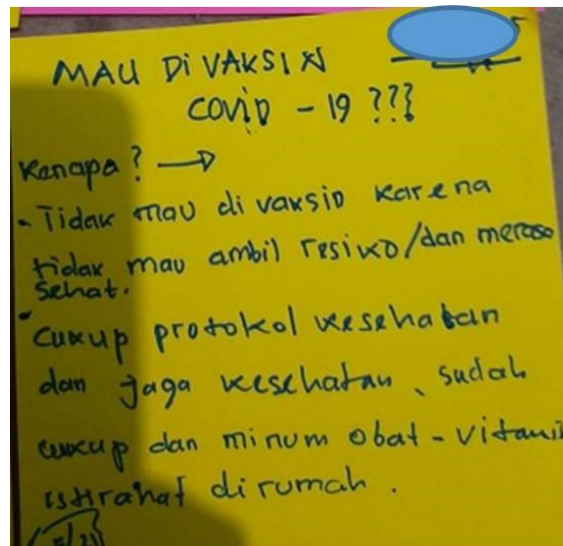 MAU DI VAKSIN
COVID - 19 ???
Kenapa? →
- Tidak mau di vaksin karena
tidak mau ambil resiko/dan merasa
sehat.
• Cukup protokol kesehatan
dan jaga kesehatan, sudah
cukup dan minum obat - vitamin
istirahat di rumah.